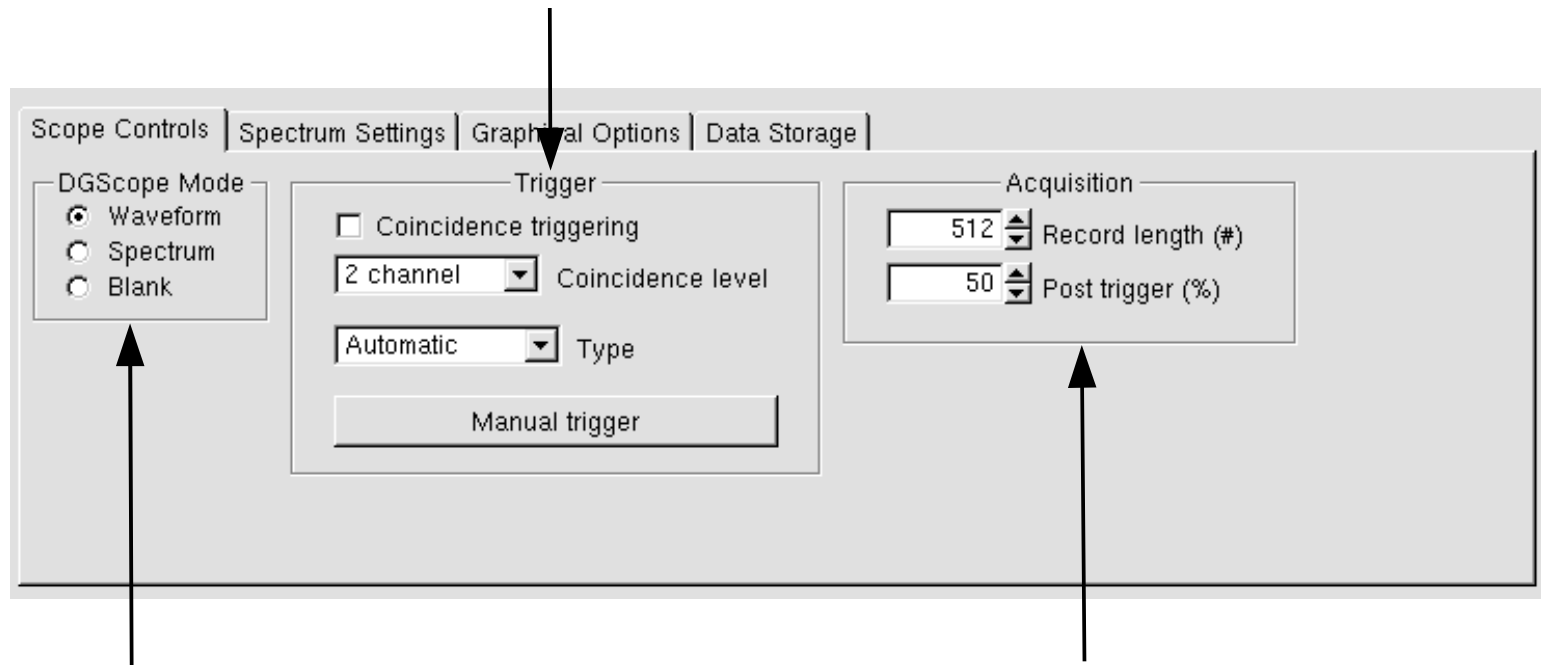 Scope Controls
Spectrum Settings
Graphical Options
Data Storage
DGScope Mode
Waveform
Spectrum
Blank
Trigger
Coincidence triggering
2 channel
Coincidence level
Automatic
Type
Manual trigger
Acquisition
512
Record length (#)
50
Post trigger (%)